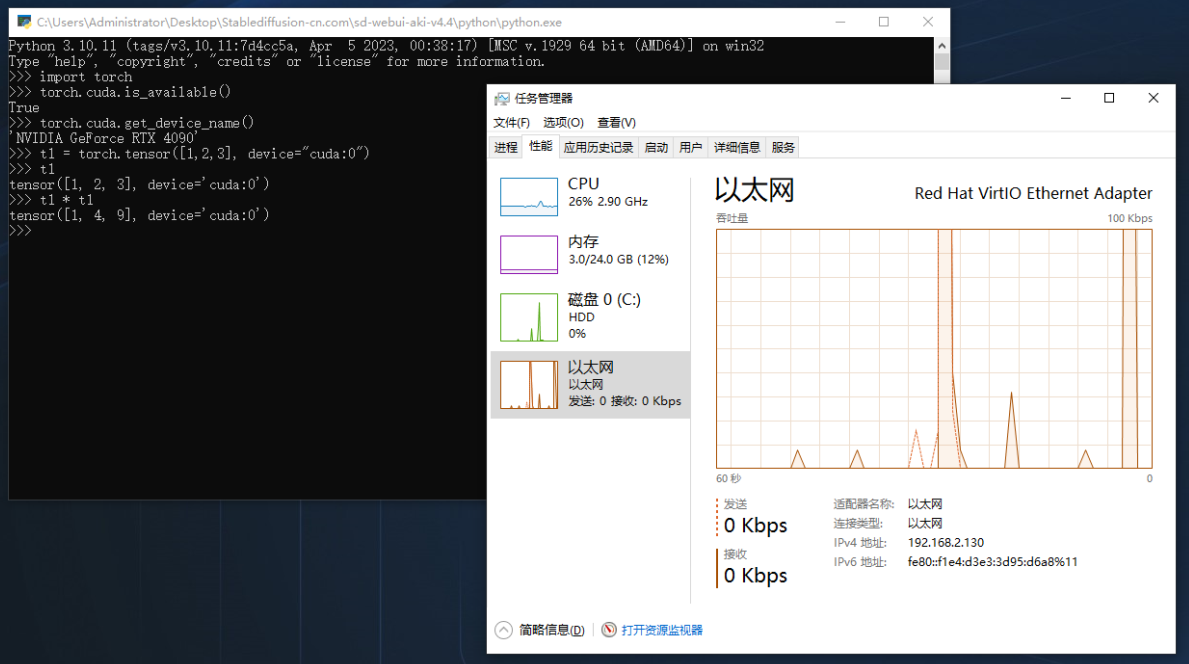 C:\Users\Administrator\Desktop\Stablediffusion-cn.com\sd-webui-aki-v4.4\python\python.exe
Python 3.10.11 (tags/v3.10.11:7d4cc5a, Apr  5 2023, 00:38:17) [MSC v.1929 64 bit (AMD64)] on win32
Type "help", "copyright", "credits" or "license" for more information.
>>> import torch
>>> torch.cuda.is_available()
True
>>> torch.cuda.get_device_name()
'NVIDIA GeForce RTX 4090'
>>> t1 = torch.tensor([1,2,3], device="cuda:0")
>>> t1
tensor([1, 2, 3], device='cuda:0')
>>> t1 * t1
tensor([1, 4, 9], device='cuda:0')
>>>
任务管理器
文件(F) 选项(O) 查看(V)
进程 性能 应用历史记录 启动 用户 详细信息 服务
CPU
26% 2.90 GHz
内存
3.0/24.0 GB (12%)
磁盘 0 (C:)
HDD
0%
以太网
以太网
发送: 0 接收: 0 Kbps
以太网 Red Hat VirtIO Ethernet Adapter
吞吐量 100 Kbps
60 秒 0
发送
0 Kbps
接收
0 Kbps
适配器名称: 以太网
连接类型: 以太网
IPv4 地址: 192.168.2.130
IPv6 地址: fe80::f1e4:d3e3:3d95:d6a8%11
简略信息(D) 打开资源监视器